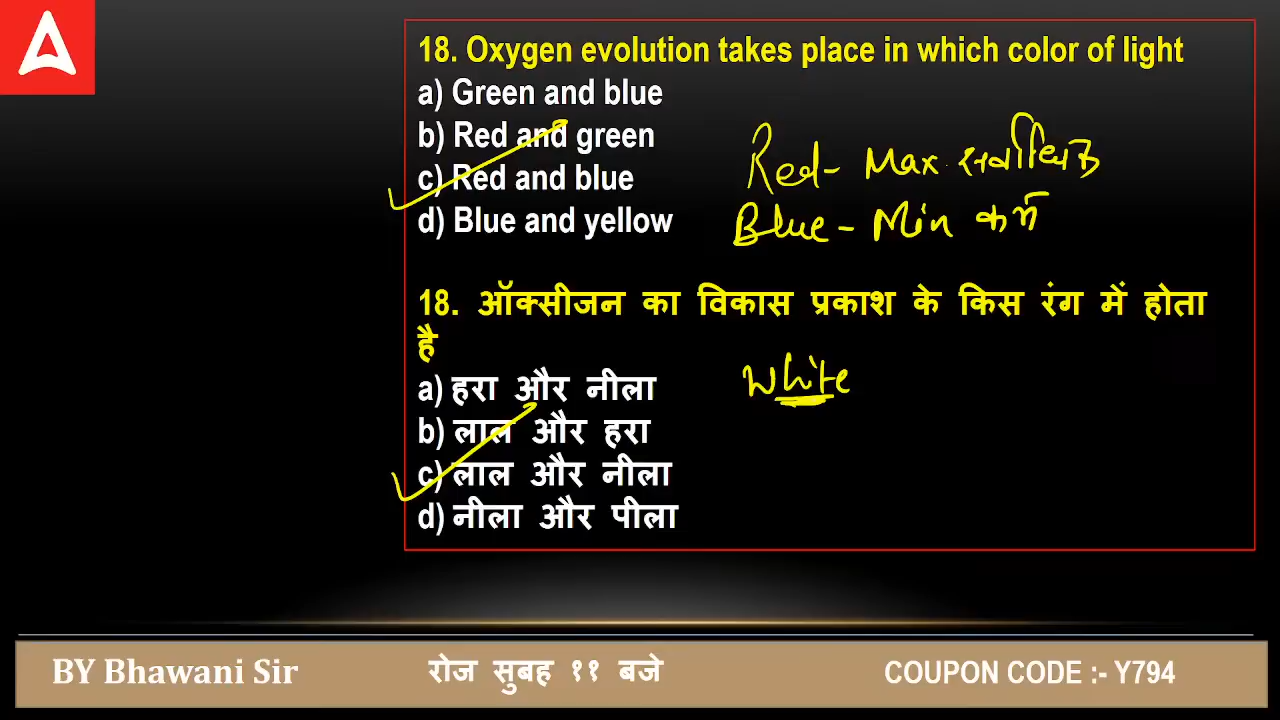 18. Oxygen evolution takes place in which color of light
a) Green and blue
b) Red and green
c) Red and blue
d) Blue and yellow
Red - Max सर्वाधिक
Blue - Min कम
18. ऑक्सीजन का विकास प्रकाश के किस रंग में होता
है
a) हरा और नीला
b) लाल और हरा
c) लाल और नीला
d) नीला और पीला
White
BY Bhawani Sir
रोज सुबह ११ बजे
COUPON CODE :- Y794